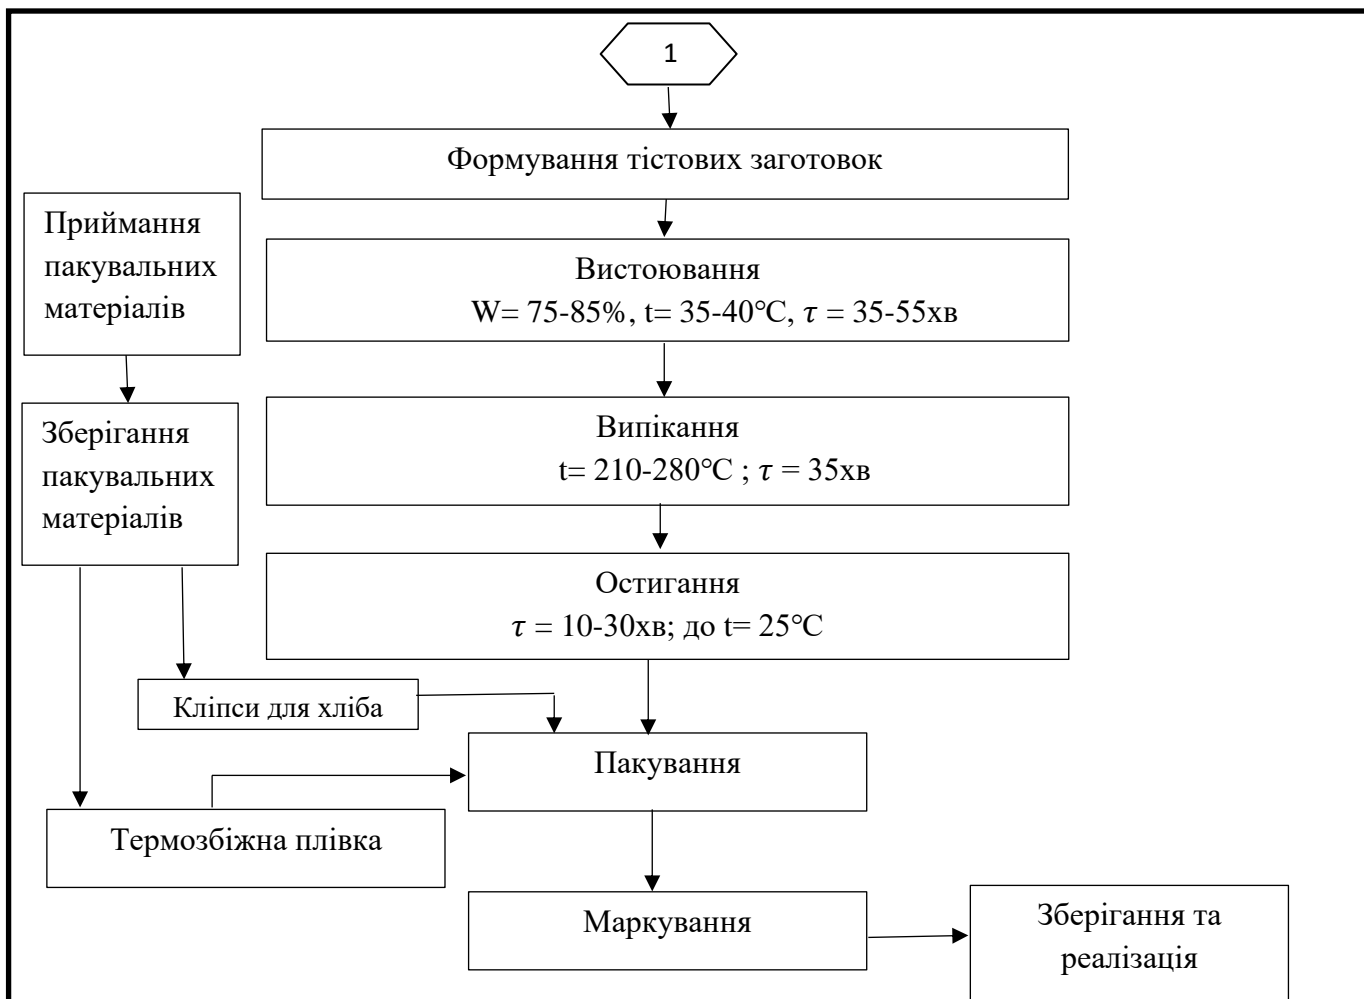 1
Формування тістових заготовок
Приймання
пакувальних
матеріалів
Вистоювання
W= 75-85%, t= 35-40°C, τ = 35-55хв
Зберігання
пакувальних
матеріалів
Випікання
t= 210-280°C ; τ = 35хв
Остигання
τ = 10-30хв; до t= 25°C
Кліпси для хліба
Пакування
Термозбіжна плівка
Маркування
Зберігання та
реалізація